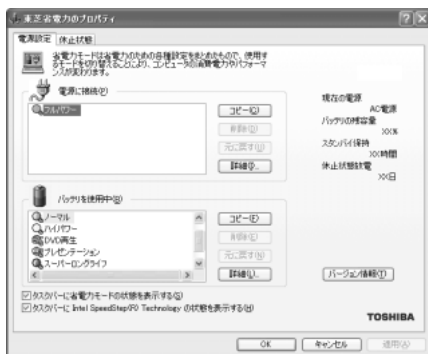 東芝省電力のプロパティ
電源設定 休止状態
省電力モードは省電力のための各種設定をまとめたもので、使用す
るモードを切り替えることにより、コンピュータの消費電力やパフォーマ
ンスが変わります。
電源に接続(P)
フルパワー
コピー(C)
削除(D)
元に戻す(U)
詳細(I)...
現在の電源
AC電源
バッテリの残容量
XX%
スタンバイ保持
XX時間
休止状態放電
XX日
バッテリを使用中(B)
ノーマル
ハイパワー
DVD再生
プレゼンテーション
スーパーロングライフ
コピー(F)
削除(E)
元に戻す(N)
詳細(L)...
バージョン情報(T)
タスクバーに省電力モードの状態を表示する(S)
タスクバーに Intel SpeedStep(R) Technology の状態を表示する(H)
TOSHIBA
OK キャンセル 適用(A)